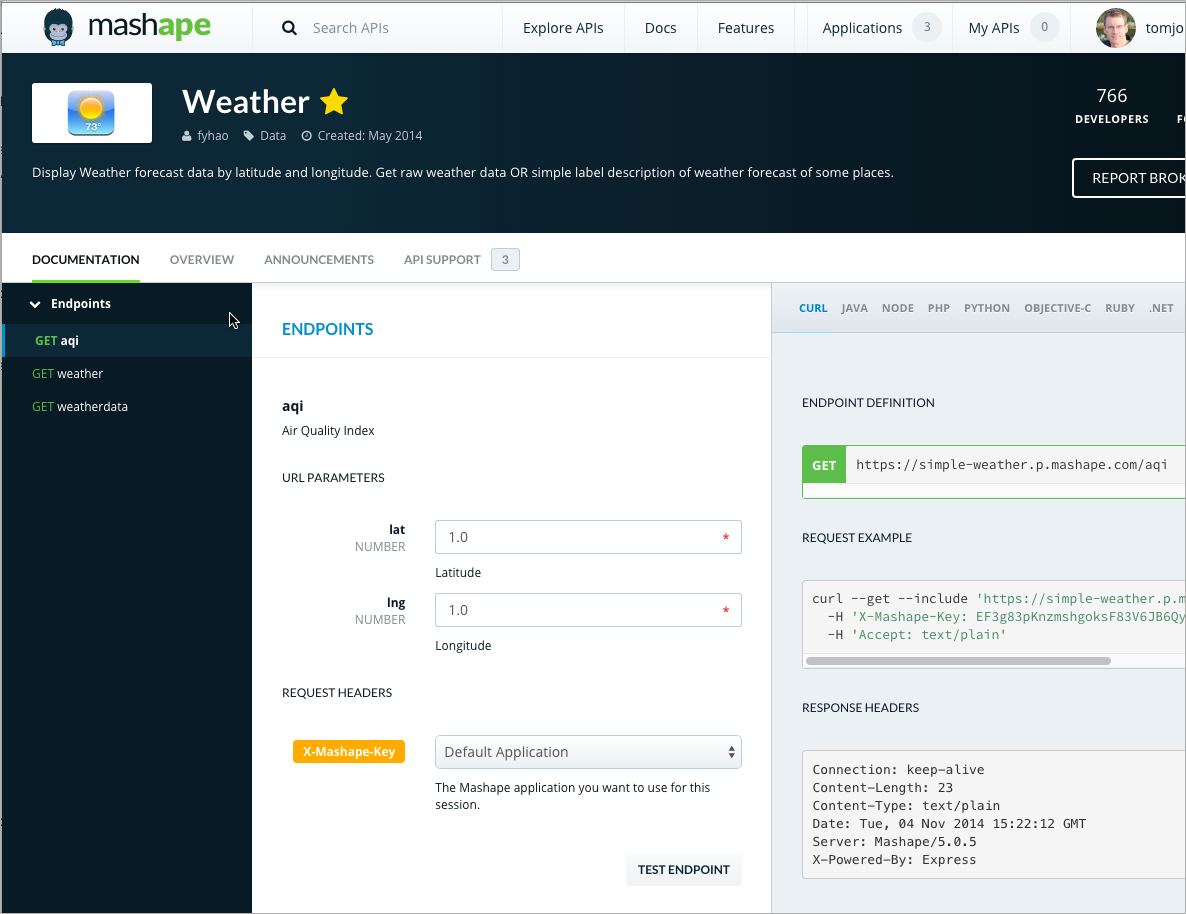 mashape
Search APIs
Explore APIs
Docs
Features
Applications 3
My APIs 0
tomjo
73°
Weather
fyhao Data Created: May 2014
Display Weather forecast data by latitude and longitude. Get raw weather data OR simple label description of weather forecast of some places.
766
DEVELOPERS
REPORT BROK
DOCUMENTATION
OVERVIEW
ANNOUNCEMENTS
API SUPPORT 3
Endpoints
GET aqi
GET weather
GET weatherdata
ENDPOINTS
aqi
Air Quality Index
URL PARAMETERS
lat
NUMBER
1.0 *
Latitude
lng
NUMBER
1.0 *
Longitude
REQUEST HEADERS
X-Mashape-Key
Default Application
The Mashape application you want to use for this
session.
TEST ENDPOINT
CURL JAVA NODE PHP PYTHON OBJECTIVE-C RUBY .NET
ENDPOINT DEFINITION
GET https://simple-weather.p.mashape.com/aqi
REQUEST EXAMPLE
curl --get --include 'https://simple-weather.p.m
-H 'X-Mashape-Key: EF3g83pKnzmshgoksF83V6JB6Qy
-H 'Accept: text/plain'
RESPONSE HEADERS
Connection: keep-alive
Content-Length: 23
Content-Type: text/plain
Date: Tue, 04 Nov 2014 15:22:12 GMT
Server: Mashape/5.0.5
X-Powered-By: Express